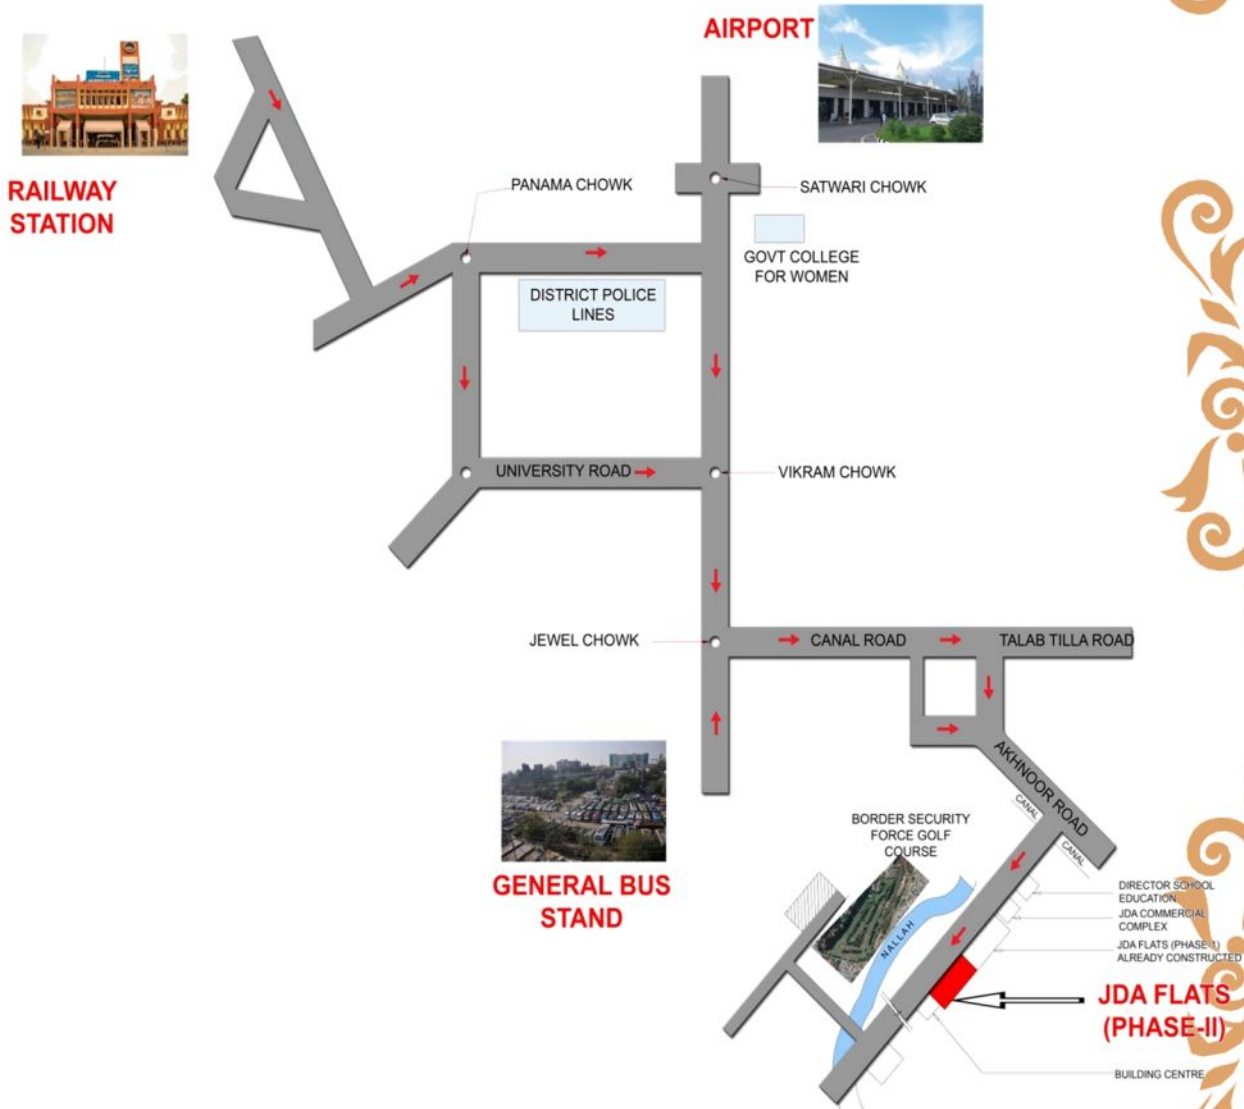 AIRPORT
RAILWAY
STATION
PANAMA CHOWK
SATWARI CHOWK
GOVT COLLEGE
FOR WOMEN
DISTRICT POLICE
LINES
UNIVERSITY ROAD
VIKRAM CHOWK
JEWEL CHOWK
CANAL ROAD
TALAB TILLA ROAD
AKHNOOR ROAD
CANAL
CANAL
GENERAL BUS
STAND
BORDER SECURITY
FORCE GOLF
COURSE
NALLAH
DIRECTOR SCHOOL
EDUCATION
JDA COMMERCIAL
COMPLEX
JDA FLATS (PHASE-1)
ALREADY CONSTRUCTED
JDA FLATS
(PHASE-II)
BUILDING CENTRE